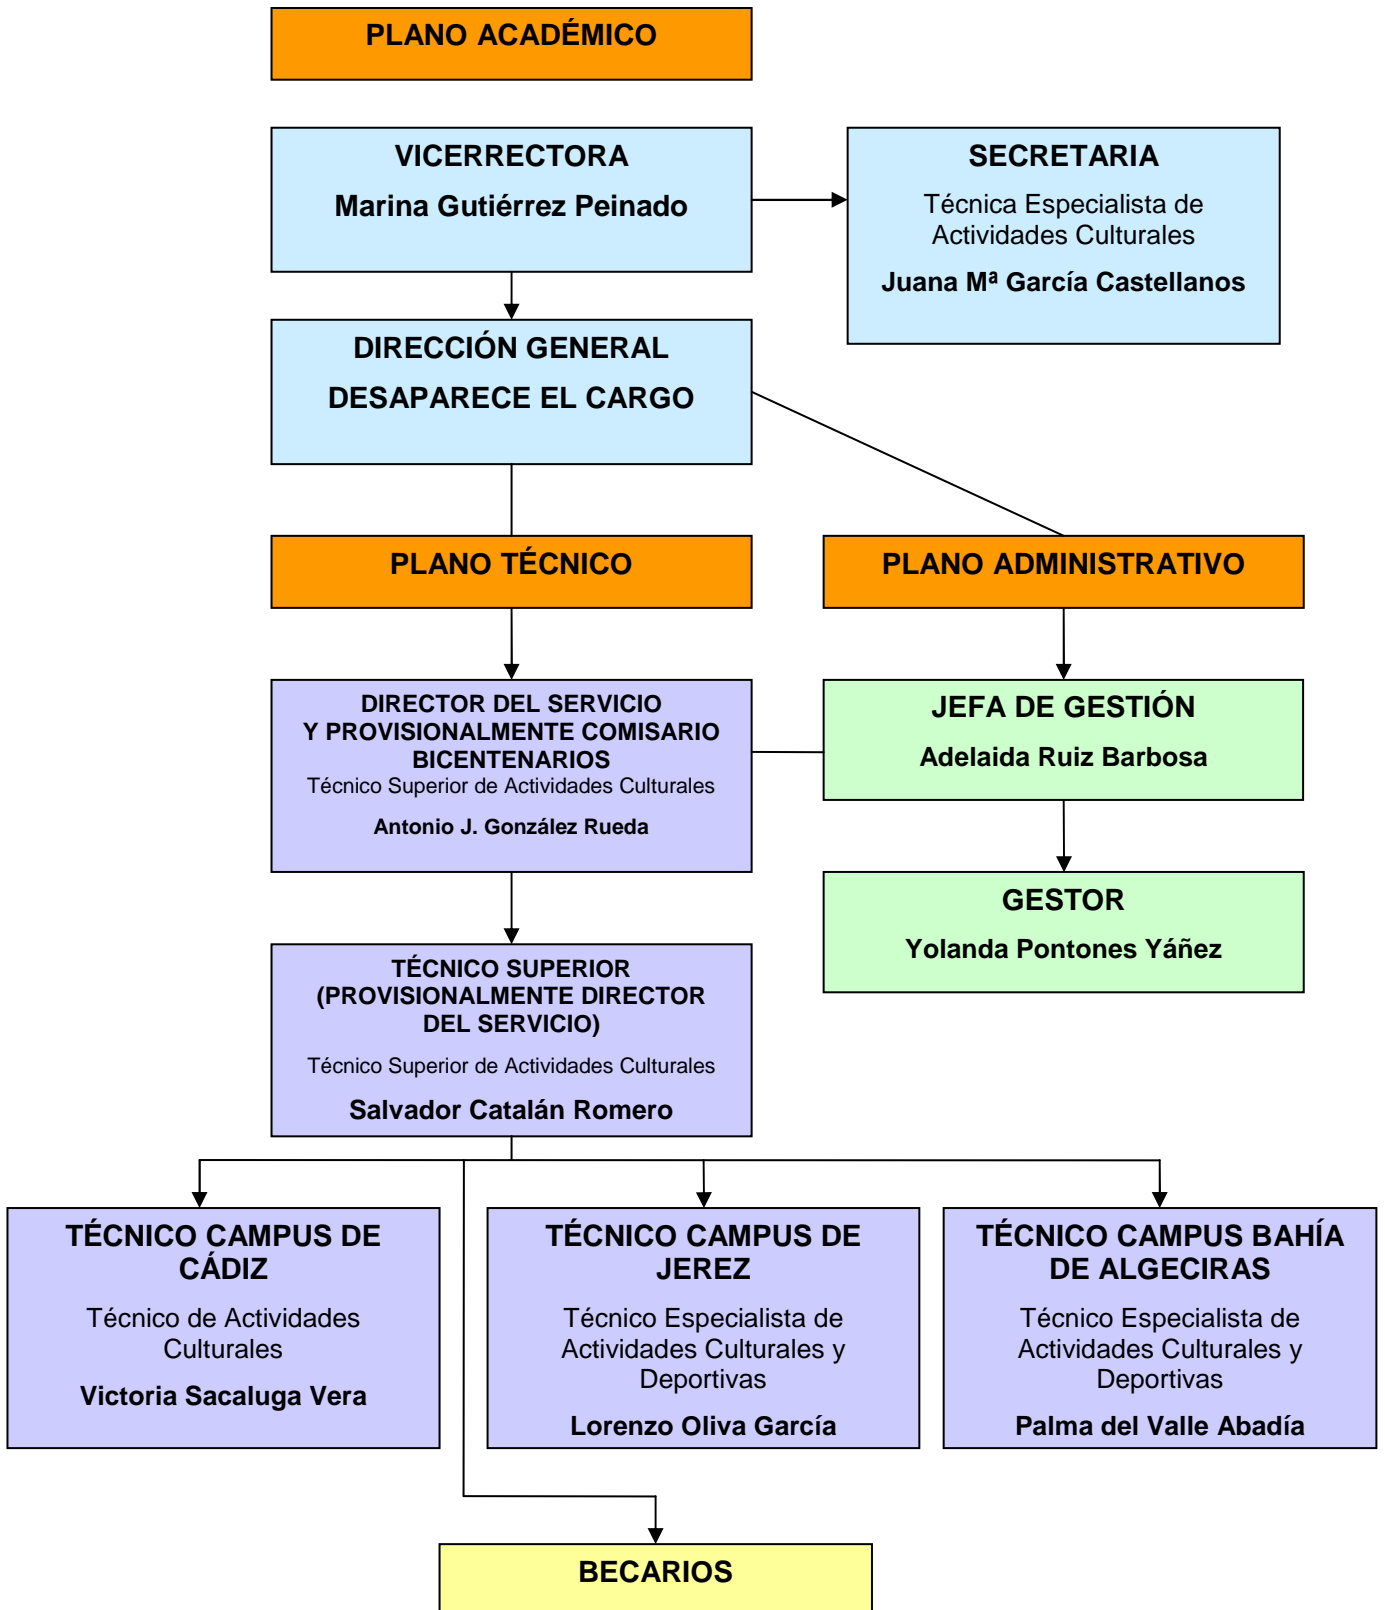 PLANO ACADÉMICO
VICERRECTORA
Marina Gutiérrez Peinado
SECRETARIA
Técnica Especialista de
Actividades Culturales
Juana Mª García Castellanos
DIRECCIÓN GENERAL
DESAPARECE EL CARGO
PLANO TÉCNICO
PLANO ADMINISTRATIVO
DIRECTOR DEL SERVICIO
Y PROVISIONALMENTE COMISARIO
BICENTENARIOS
Técnico Superior de Actividades Culturales
Antonio J. González Rueda
JEFA DE GESTIÓN
Adelaida Ruiz Barbosa
GESTOR
Yolanda Pontones Yáñez
TÉCNICO SUPERIOR
(PROVISIONALMENTE DIRECTOR
DEL SERVICIO)
Técnico Superior de Actividades Culturales
Salvador Catalán Romero
TÉCNICO CAMPUS DE
CÁDIZ
Técnico de Actividades
Culturales
Victoria Sacaluga Vera
TÉCNICO CAMPUS DE
JEREZ
Técnico Especialista de
Actividades Culturales y
Deportivas
Lorenzo Oliva García
TÉCNICO CAMPUS BAHÍA
DE ALGECIRAS
Técnico Especialista de
Actividades Culturales y
Deportivas
Palma del Valle Abadía
BECARIOS